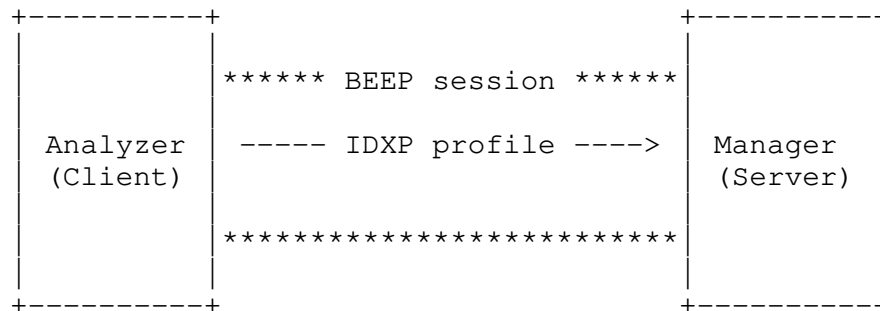 +----------+ +----------
****** BEEP session ******
Analyzer ----- IDXP profile ----> Manager
(Client) (Server)
**************************
+----------+ +----------